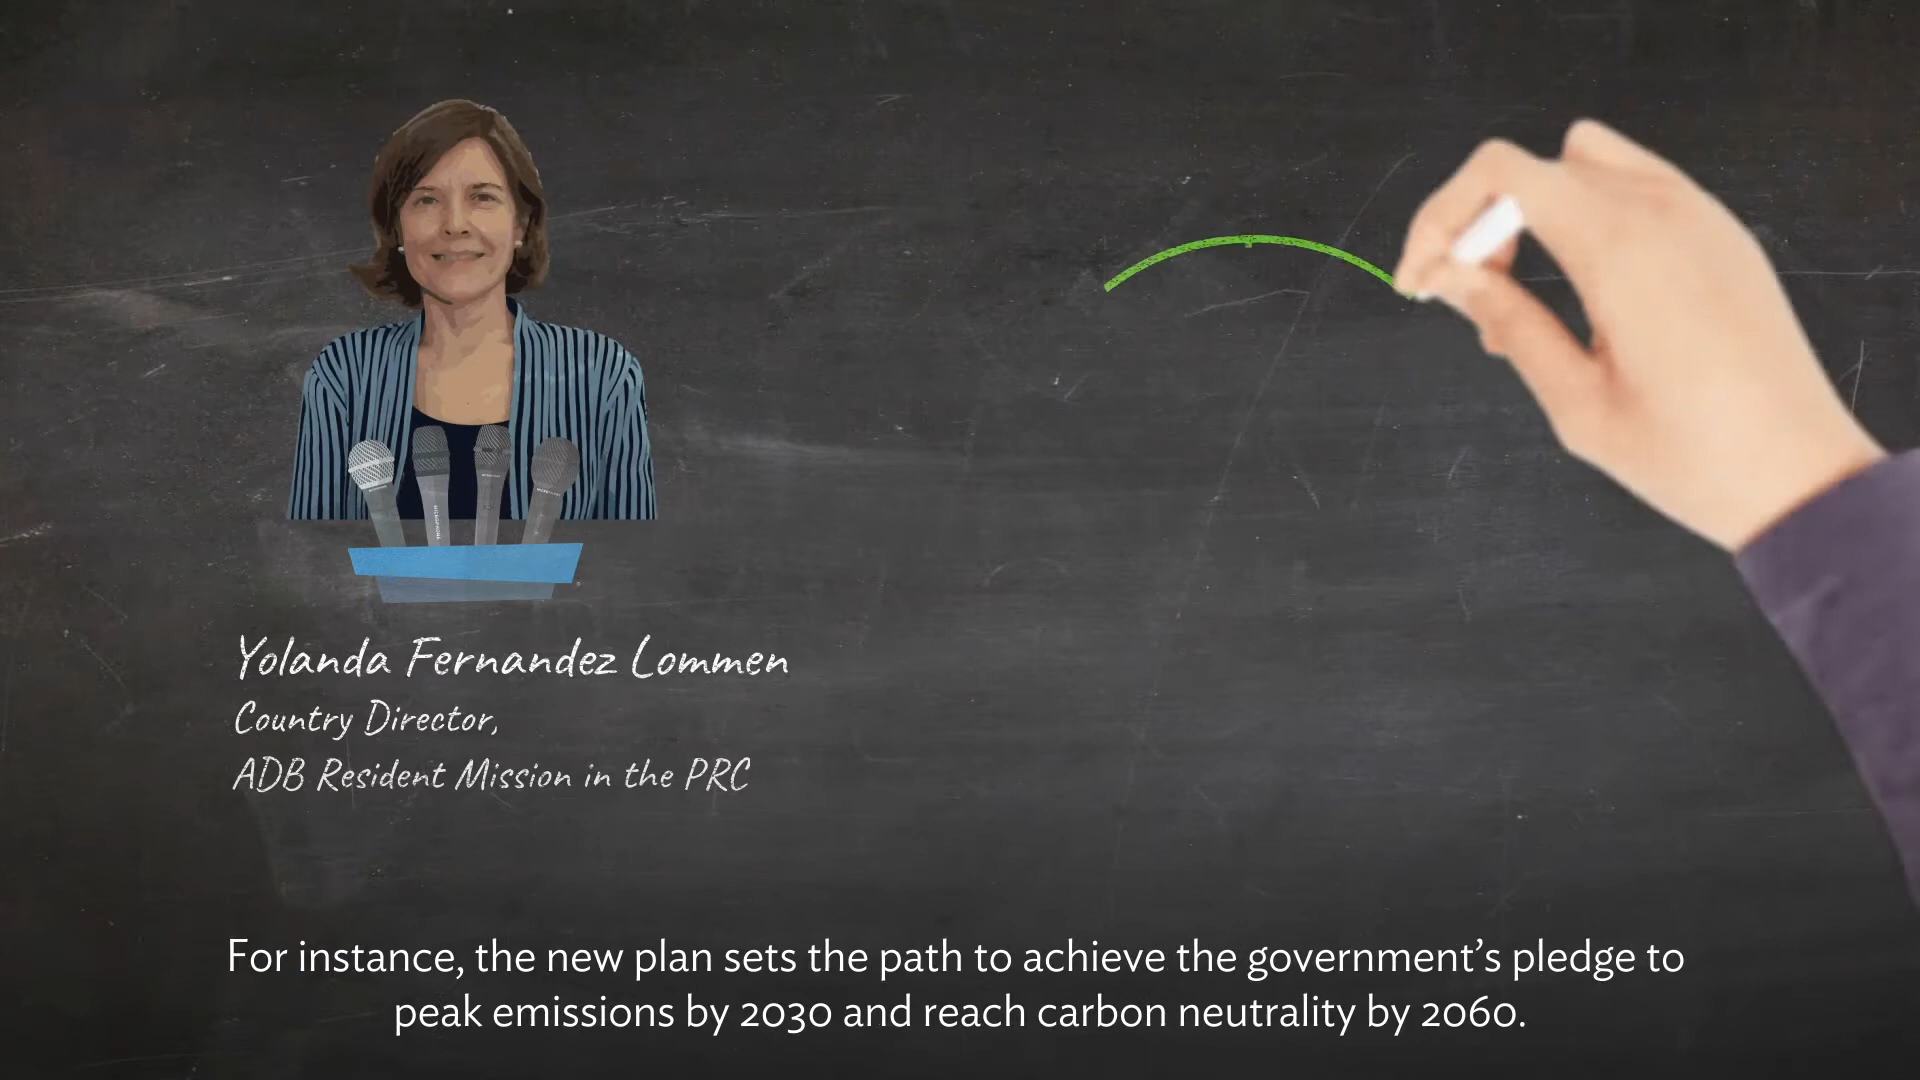 Yolanda Fernandez Lommen
Country Director,
ADB Resident Mission in the PRC
For instance, the new plan sets the path to achieve the government’s pledge to
peak emissions by 2030 and reach carbon neutrality by 2060.